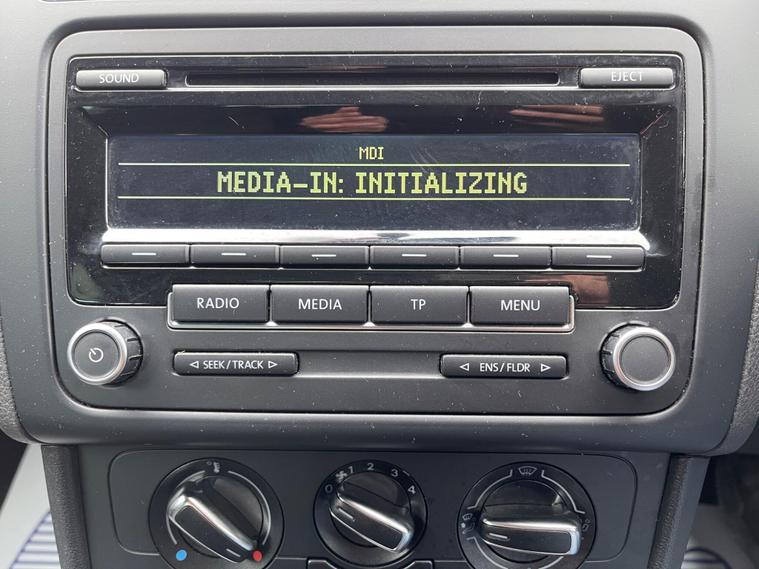 SOUND
EJECT
MDI
MEDIA-IN: INITIALIZING
RADIO
MEDIA
TP
MENU
◁ SEEK/TRACK ▷
◁ ENS/FLDR ▷
0 1 2 3 4